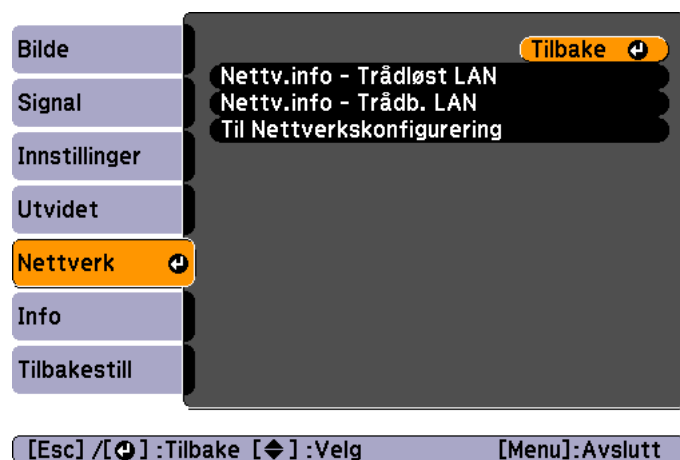 Bilde
Signal
Innstillinger
Utvidet
Nettverk
Info
Tilbakestill
Tilbake
Nettv.info - Trådløst LAN
Nettv.info - Trådb. LAN
Til Nettverkskonfigurering
[Esc] /[⏎] :Tilbake [◆] :Velg [Menu]:Avslutt